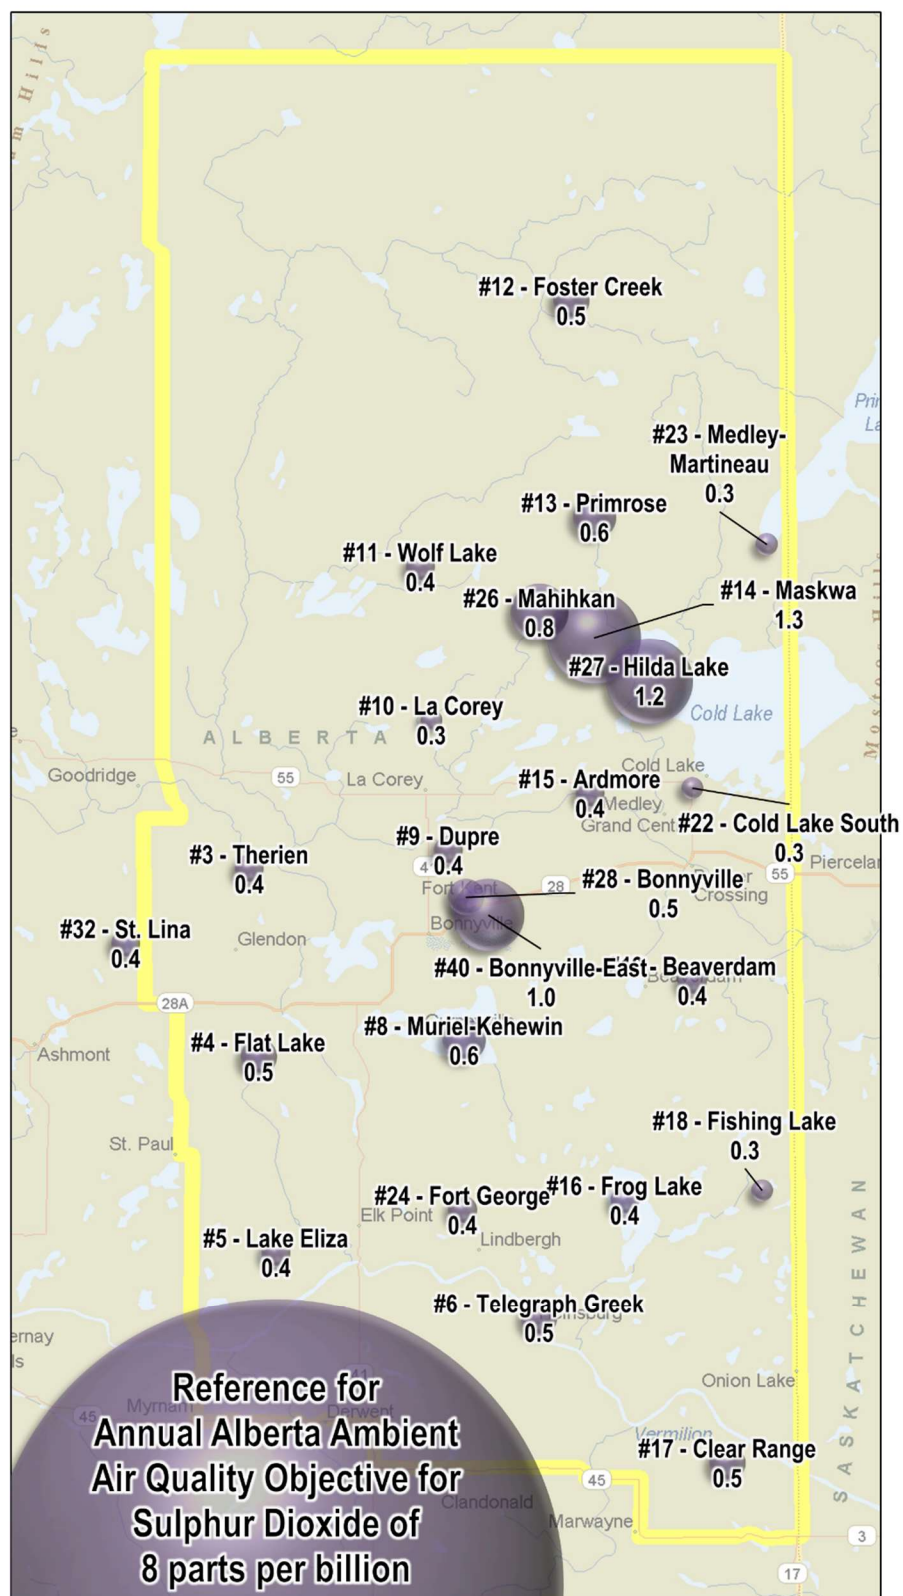 #12 - Foster Creek
0.5
#23 - Medley-
Martineau
0.3
#13 - Primrose
0.6
#11 - Wolf Lake
0.4
#26 - Mahihkan
0.8
#14 - Maskwa
1.3
#27 - Hilda Lake
1.2
Cold Lake
#10 - La Corey
0.3
ALBERTA
Goodridge
55
La Corey
Cold Lake
#15 - Ardmore
0.4
Medley
Grand Cent
#22 - Cold Lake South
0.3
#9 - Dupre
0.4
#3 - Therien
0.4
Crossing
55
#28 - Bonnyville
0.5
28
Fort Kent
Bonnyville
#32 - St. Lina
0.4
Glendon
#40 - Bonnyville-East
1.0
- Beaverdam
0.4
28A
#8 - Muriel-Kehewin
0.6
#4 - Flat Lake
0.5
Ashmont
St. Paul
#18 - Fishing Lake
0.3
#24 - Fort George
0.4
#16 - Frog Lake
0.4
Elk Point
Lindbergh
#5 - Lake Eliza
0.4
#6 - Telegraph Greek
0.5
SASKATCHEWAN
Onion Lake
Reference for
Annual Alberta Ambient
Air Quality Objective for
Sulphur Dioxide of
8 parts per billion
41
45
Myrnam
Derwent
Vermilion
#17 - Clear Range
0.5
45
Clandonald
Marwayne
3
17